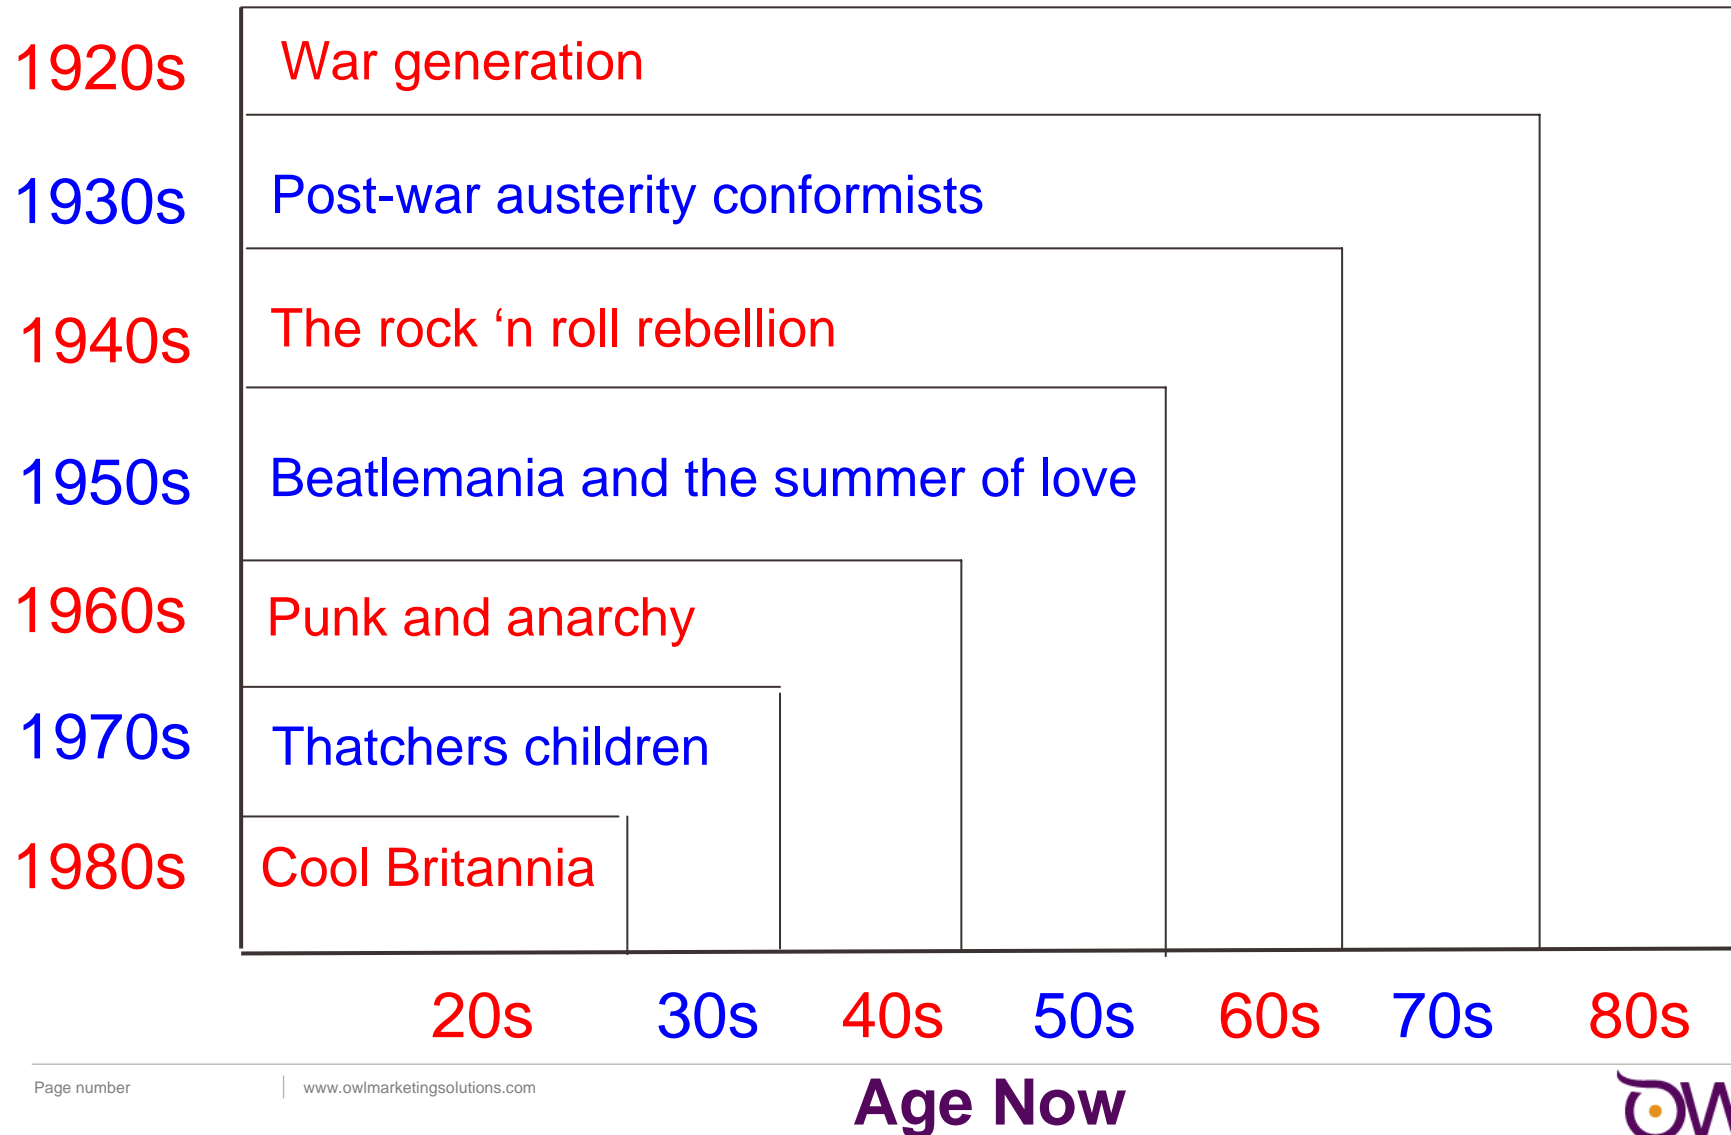 1920s War generation
1930s Post-war austerity conformists
1940s The rock ‘n roll rebellion
1950s Beatlemania and the summer of love
1960s Punk and anarchy
1970s Thatchers children
1980s Cool Britannia
20s 30s 40s 50s 60s 70s 80s
Page number www.owlmarketingsolutions.com Age Now